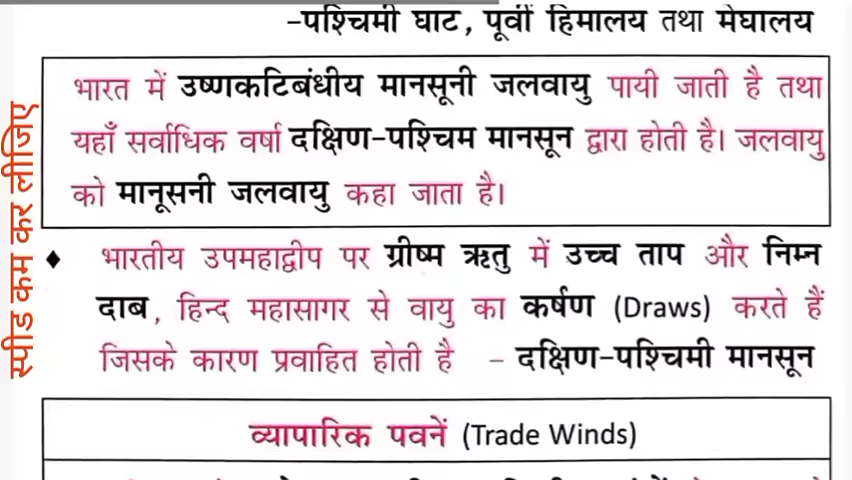 -पश्चिमी घाट, पूर्वी हिमालय तथा मेघालय
भारत में उष्णकटिबंधीय मानसूनी जलवायु पायी जाती है तथा
यहाँ सर्वाधिक वर्षा दक्षिण-पश्चिम मानसून द्वारा होती है। जलवायु
को मानूसनी जलवायु कहा जाता है।
♦ भारतीय उपमहाद्वीप पर ग्रीष्म ऋतु में उच्च ताप और निम्न
दाब, हिन्द महासागर से वायु का कर्षण (Draws) करते हैं
जिसके कारण प्रवाहित होती है - दक्षिण-पश्चिमी मानसून
व्यापारिक पवनें (Trade Winds)
स्पीड कम कर लीजिए